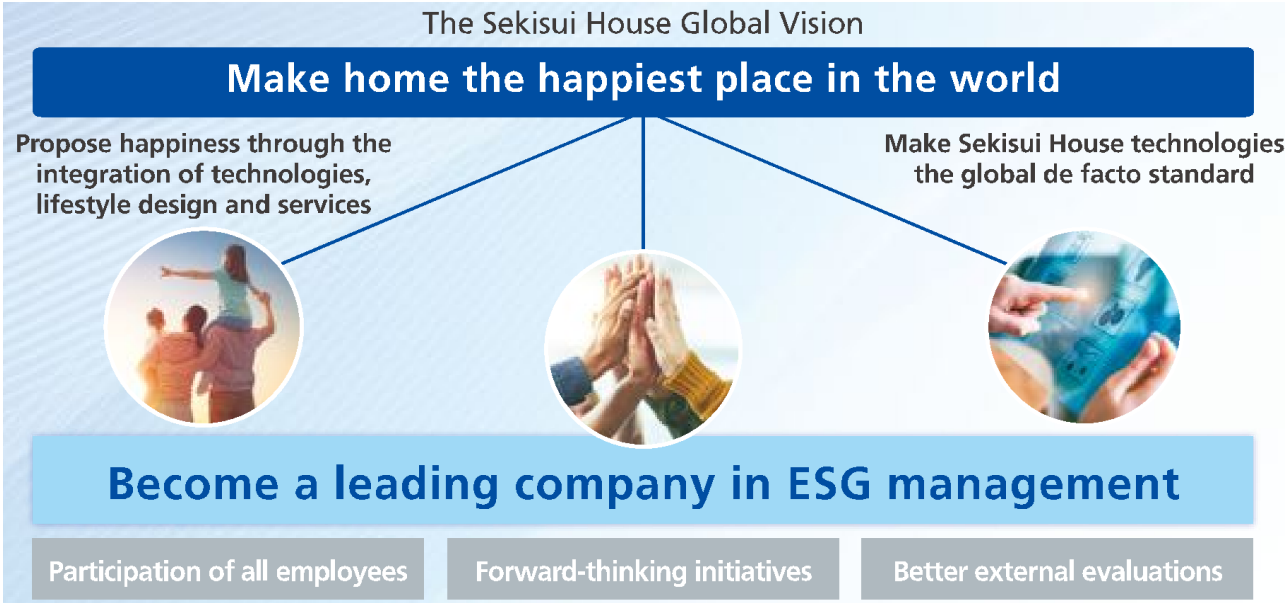 The Sekisui House Global Vision
Make home the happiest place in the world
Propose happiness through the
integration of technologies,
lifestyle design and services
Make Sekisui House technologies
the global de facto standard
Become a leading company in ESG management
Participation of all employees
Forward-thinking initiatives
Better external evaluations